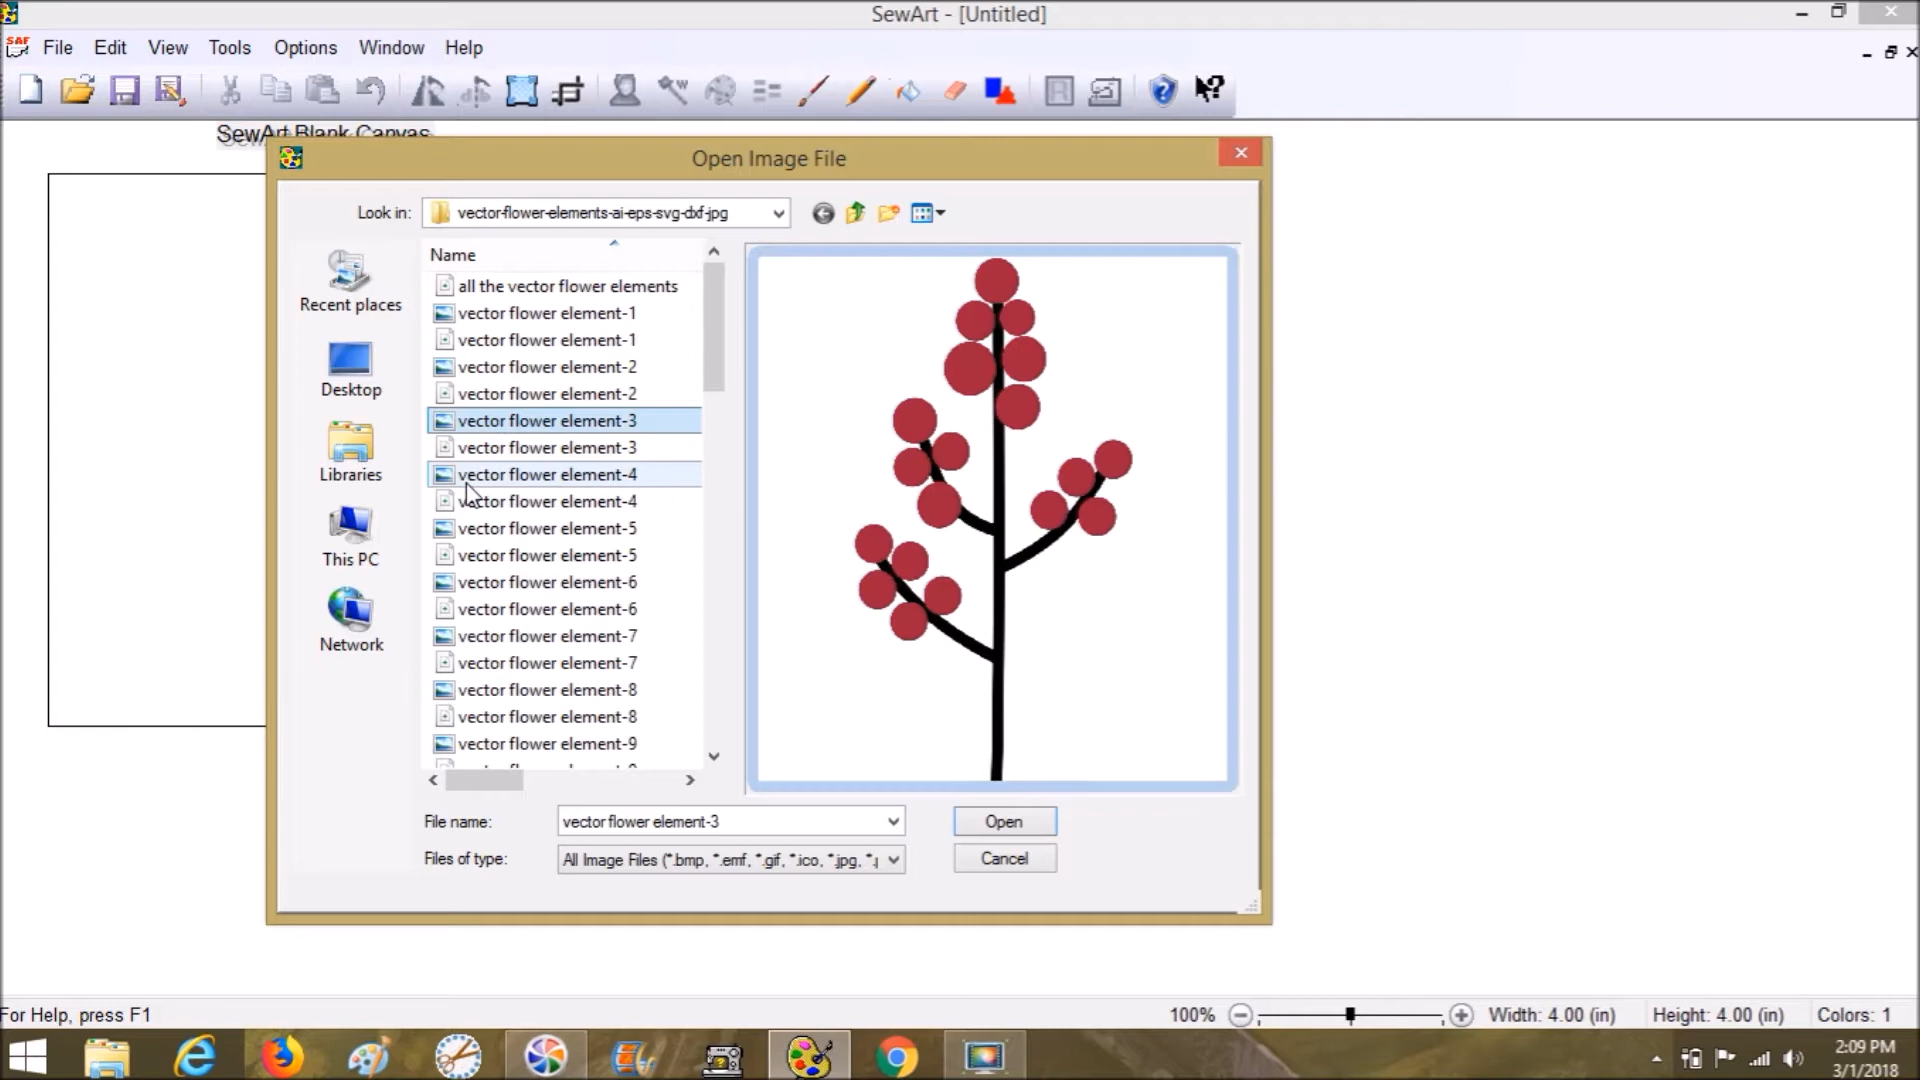 SewArt - [Untitled]
SAF File Edit View Tools Options Window Help
SewArt Blank Canvas
Open Image File
Look in: vector-flower-elements-ai-eps-svg-dxf-jpg
Name
Recent places
Desktop
Libraries
This PC
Network
all the vector flower elements
vector flower element-1
vector flower element-1
vector flower element-2
vector flower element-2
vector flower element-3
vector flower element-3
vector flower element-4
vector flower element-4
vector flower element-5
vector flower element-5
vector flower element-6
vector flower element-6
vector flower element-7
vector flower element-7
vector flower element-8
vector flower element-8
vector flower element-9
File name: vector flower element-3 Open
Files of type: All Image Files (*.bmp, *.emf, *.gif, *.ico, *.jpg, *.j Cancel
For Help, press F1 100% Width: 4.00 (in) Height: 4.00 (in) Colors: 1
2:09 PM
3/1/2018